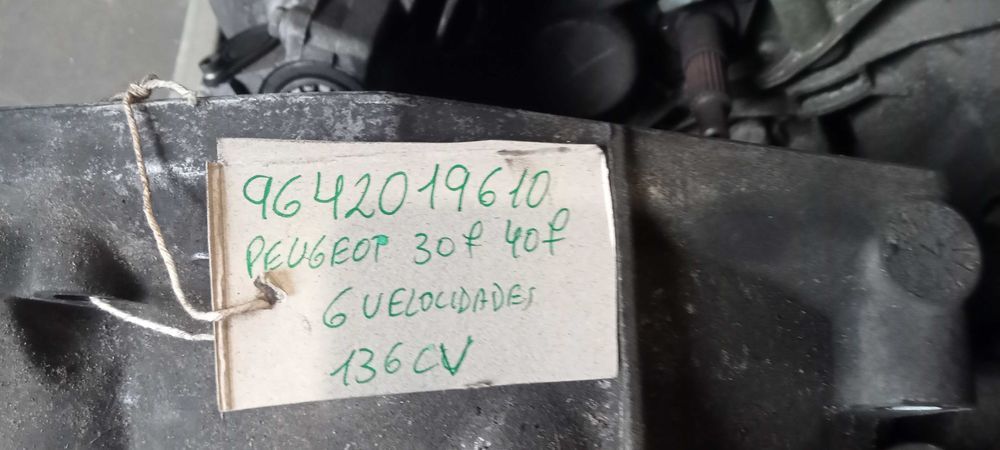 9642019610
PEUGEOT 307 407
6 VELOCIDADES
136CV